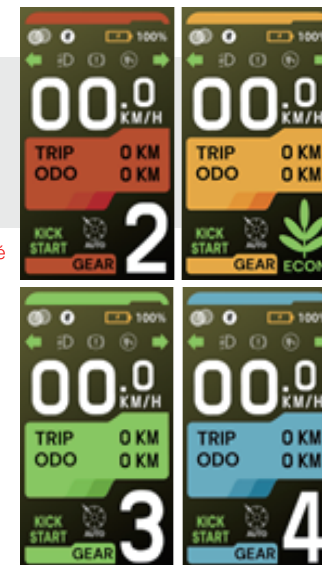 100%
00.0
KM/H
TRIP 0 KM
ODO 0 KM
KICK
START
AUTO
GEAR
2
100%
00.0
KM/H
TRIP 0 KM
ODO 0 KM
KICK
START
AUTO
GEAR
ECON
é
100%
00.0
KM/H
TRIP 0 KM
ODO 0 KM
KICK
START
AUTO
GEAR
3
100%
00.0
KM/H
TRIP 0 KM
ODO 0 KM
KICK
START
AUTO
GEAR
4